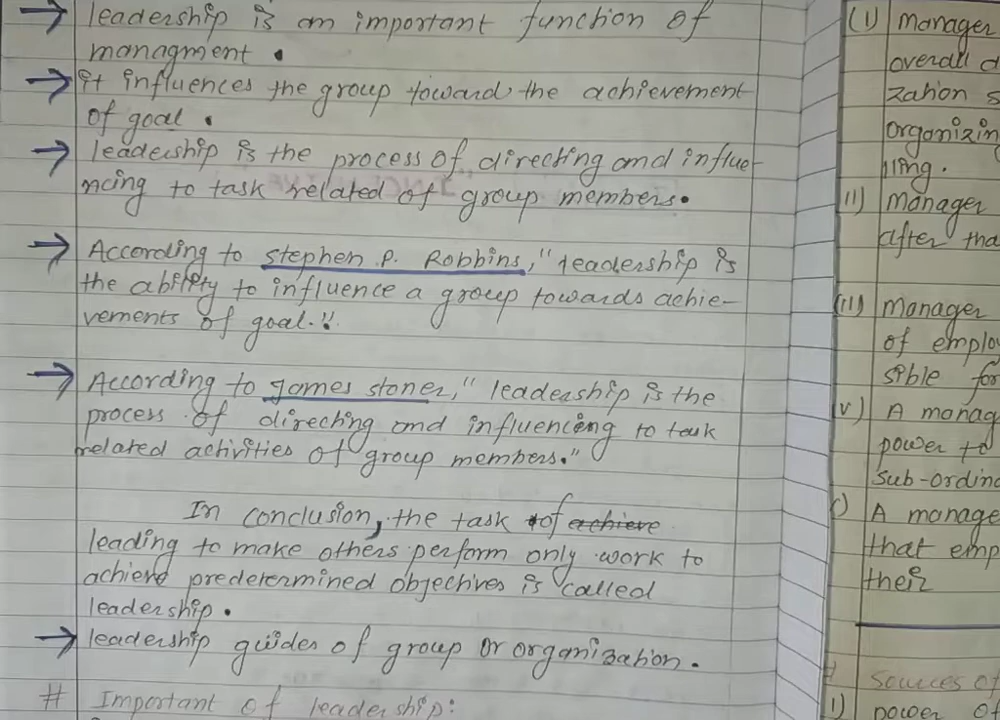 → leadership is an important function of
managment.
→ it influences the group toward the achievement
of goal.
→ leadership is the process of directing and influe-
ncing to task related of group members.
→ According to stephen P. Robbins, "leadership is
the ability to influence a group towards achie-
vements of goal."
→ According to games stoner, "leadership is the
process of directing and influencing to task
related activities of group members."
In conclusion, the task of achieve
leading to make others perform only work to
achieve predetermined objectives is called
leadership.
→ leadership guides of group or organization.
# Important of leadership:
(i) manager
overall
zation
organizin
lling.
(ii) manager
after tha
(iii) manager
of emplo
sible for
A manag
power to
sub-ordinc
A manage
that emp
their
# sources of
i) power of